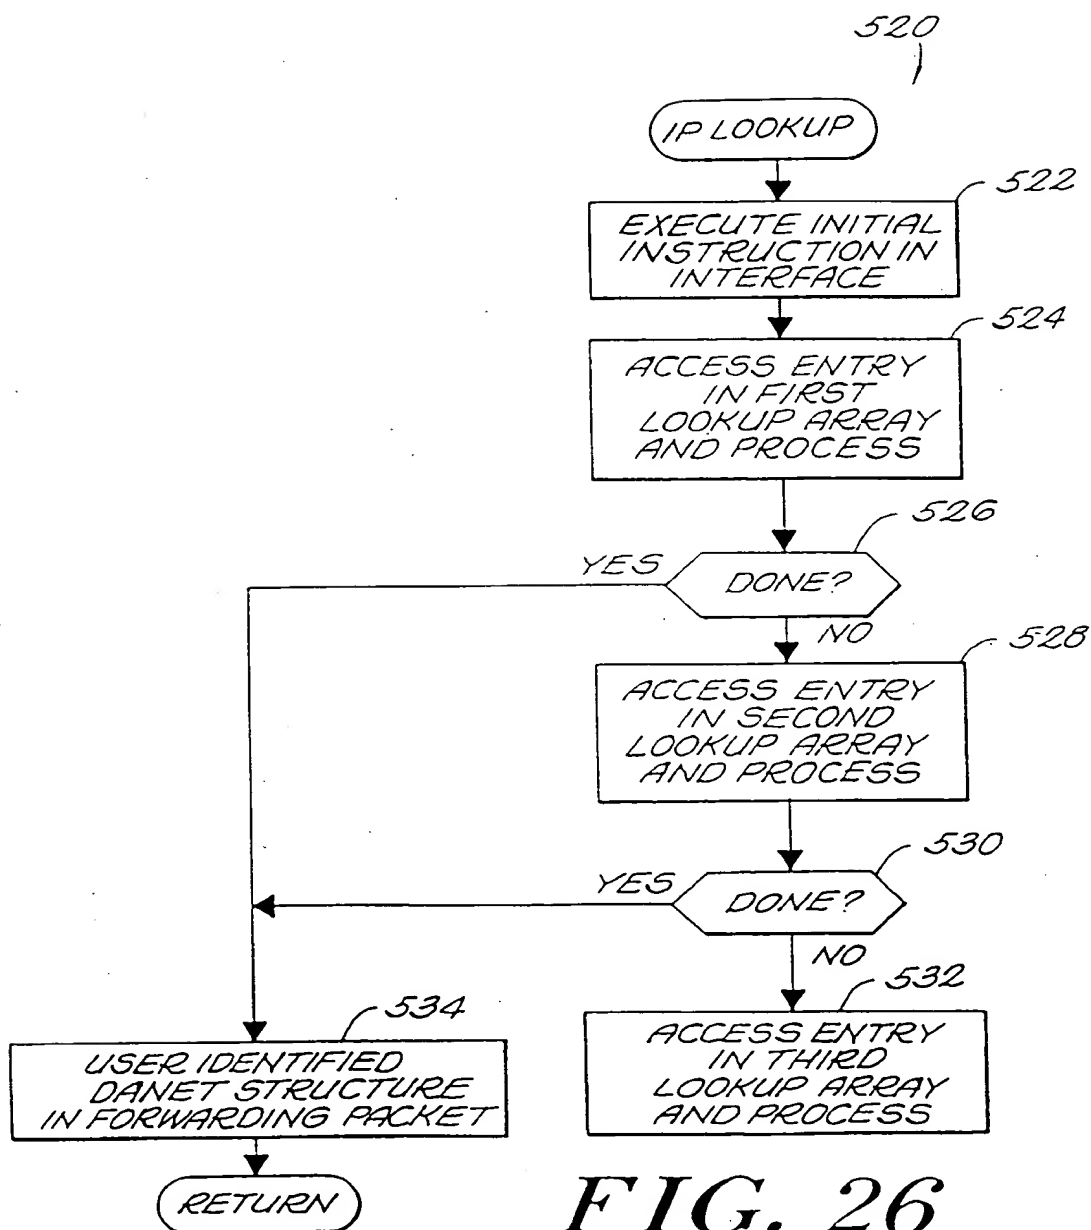 520
IP LOOKUP
522
EXECUTE INITIAL
INSTRUCTION IN
INTERFACE
524
ACCESS ENTRY
IN FIRST
LOOKUP ARRAY
AND PROCESS
526
YES
DONE?
NO
528
ACCESS ENTRY
IN SECOND
LOOKUP ARRAY
AND PROCESS
530
YES
DONE?
NO
532
534
ACCESS ENTRY
IN THIRD
LOOKUP ARRAY
AND PROCESS
USER IDENTIFIED
DANET STRUCTURE
IN FORWARDING PACKET
RETURN
FIG. 26